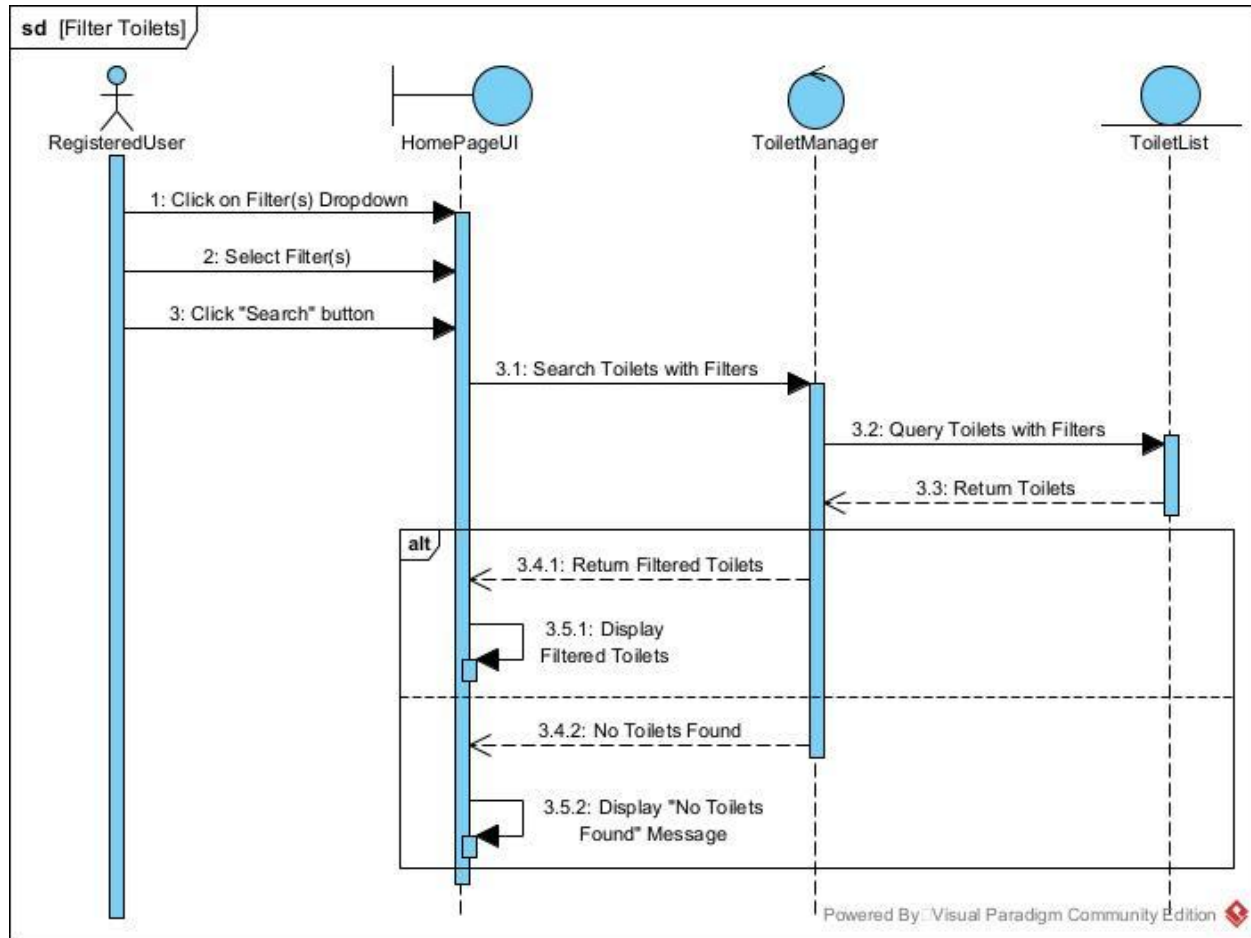 sd [Filter Toilets]
RegisteredUser
HomePageUI
ToiletManager
ToiletList
1: Click on Filter(s) Dropdown
2: Select Filter(s)
3: Click "Search" button
3.1: Search Toilets with Filters
3.2: Query Toilets with Filters
3.3: Return Toilets
alt
3.4.1: Return Filtered Toilets
3.5.1: Display
Filtered Toilets
3.4.2: No Toilets Found
3.5.2: Display "No Toilets
Found" Message
Powered By Visual Paradigm Community Edition